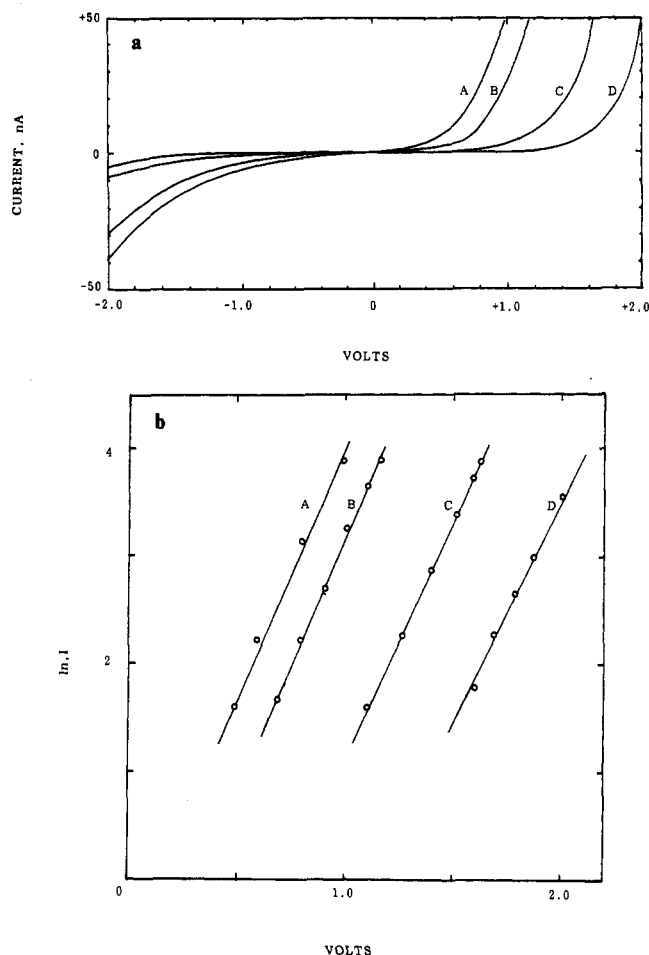 a
+50
0
-50
CURRENT, nA
A B C D
-2.0 -1.0 0 +1.0 +2.0
VOLTS
b
4
2
ln.I
A B C D
0 1.0 2.0
VOLTS